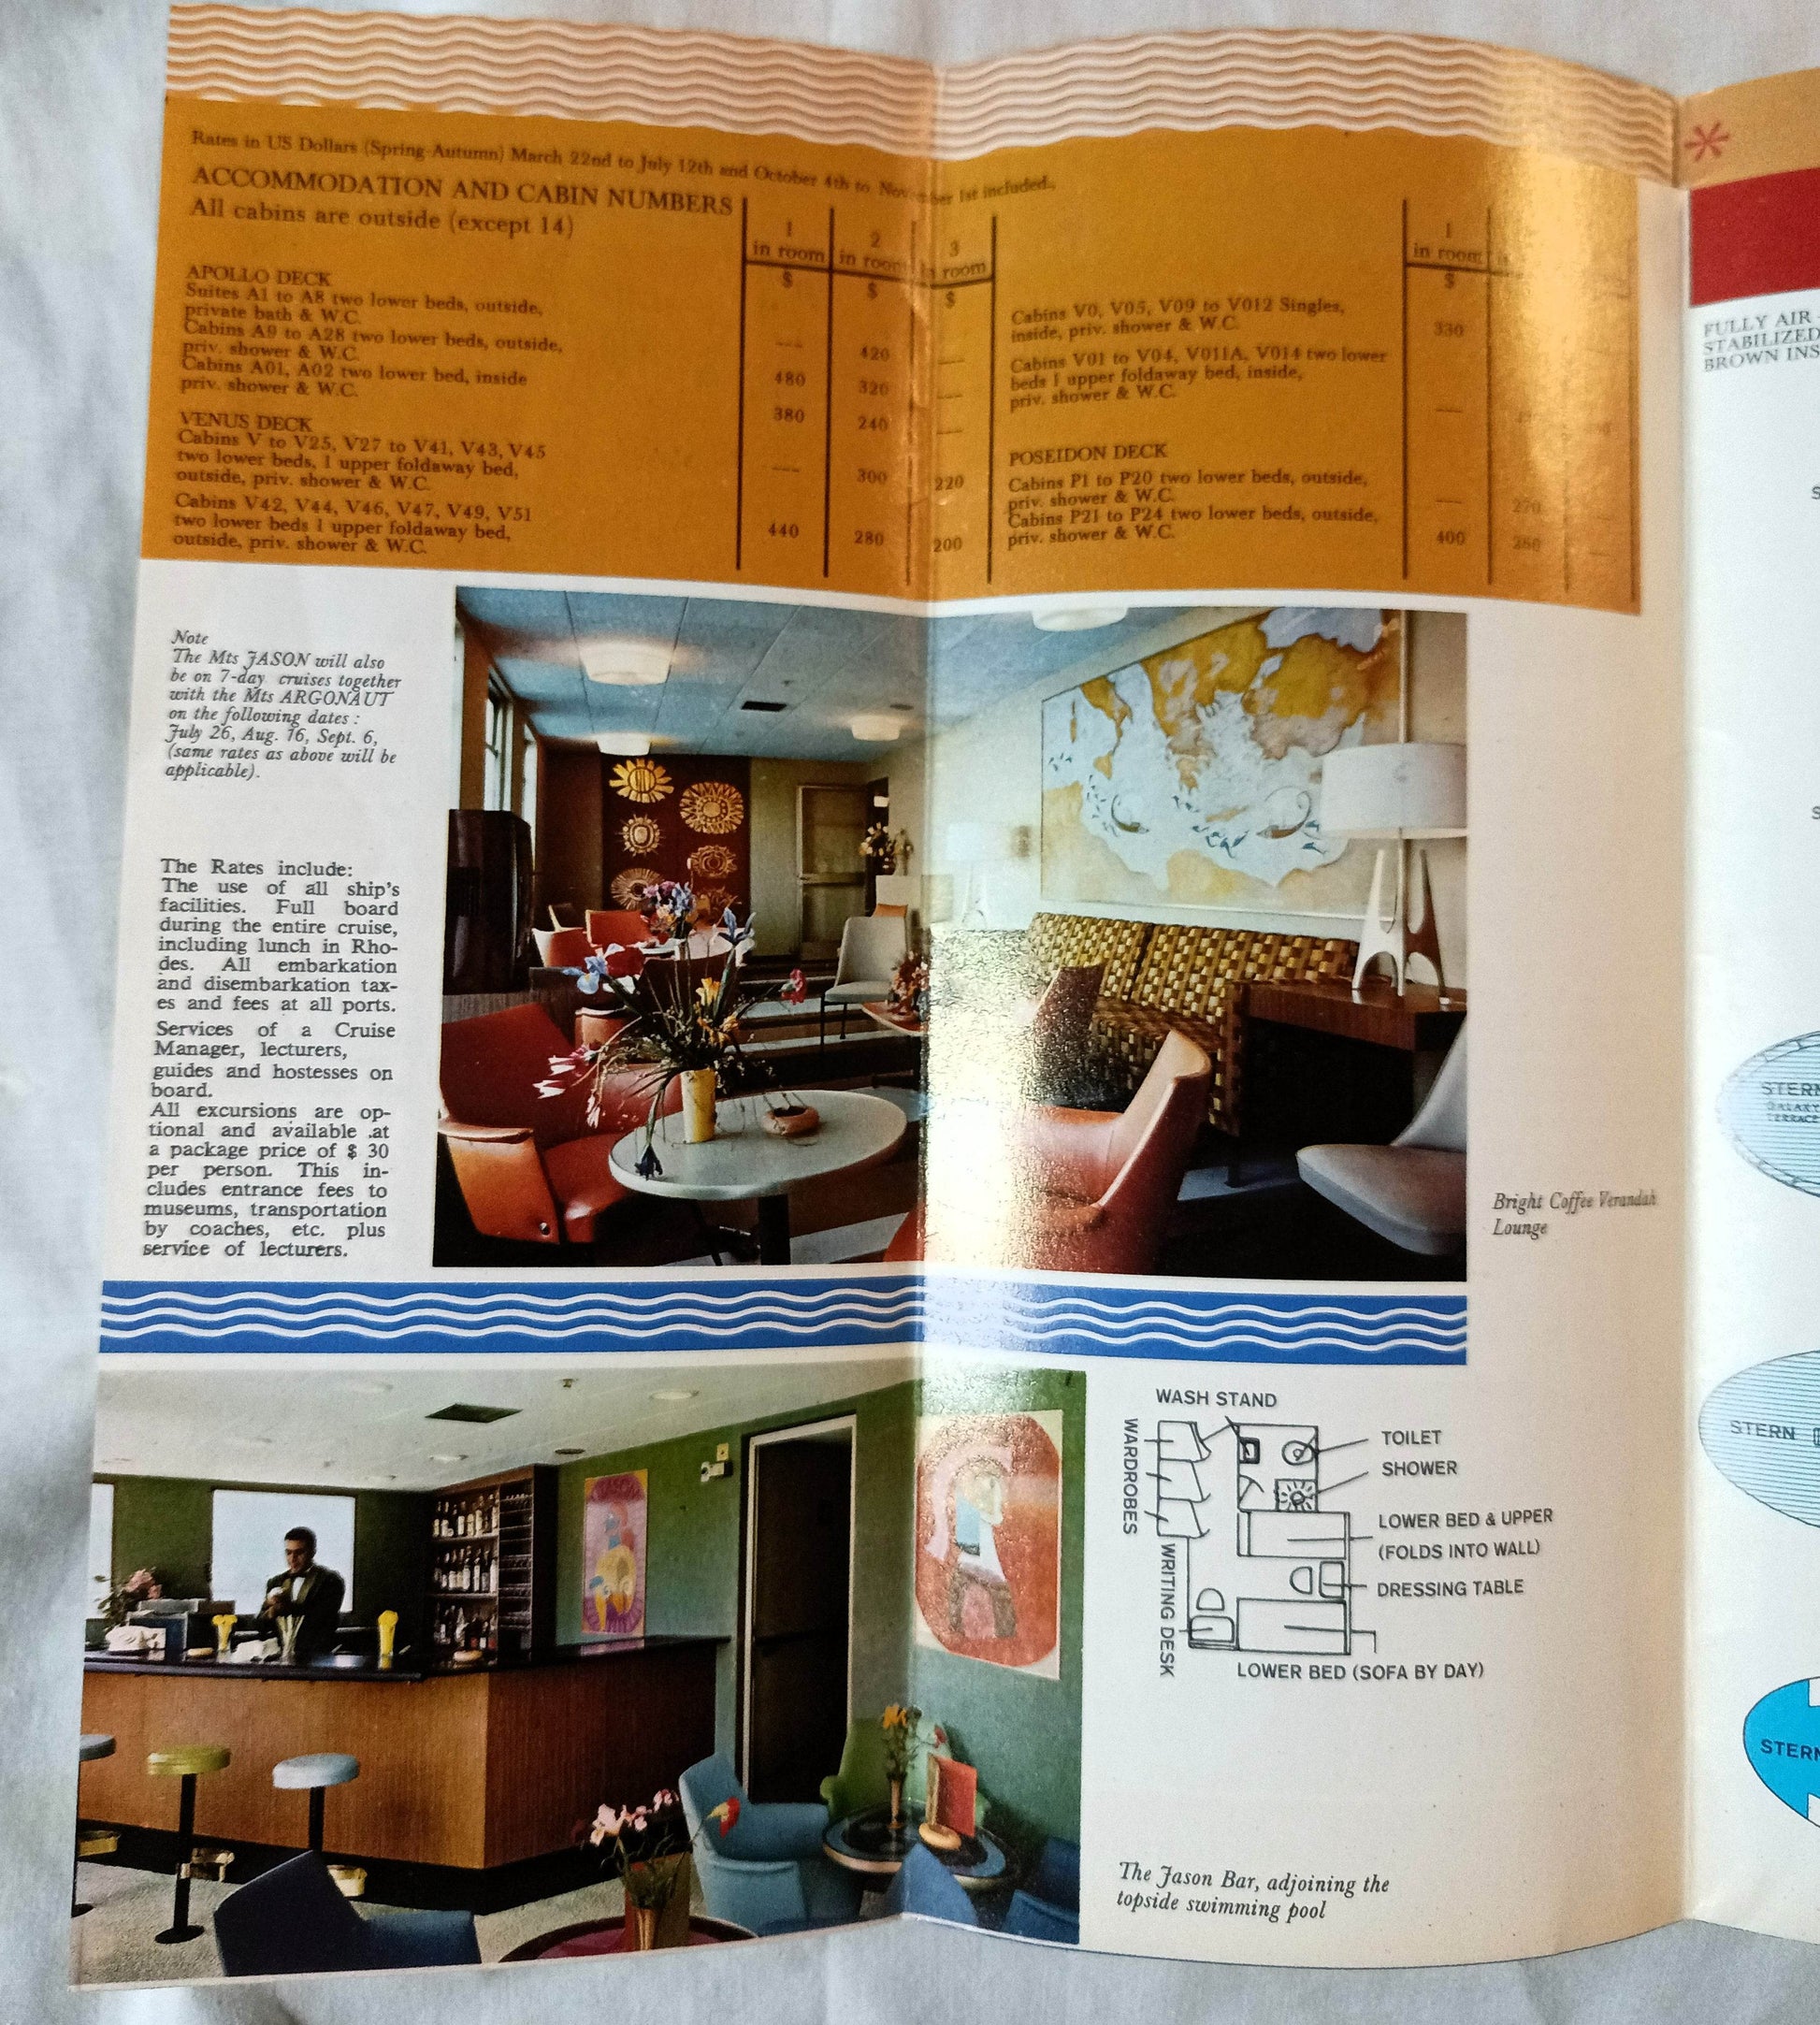 Rates in US Dollars (Spring-Autumn) March 22nd to July 12th and October 4th to November 1st included.
ACCOMMODATION AND CABIN NUMBERS
All cabins are outside (except 14)
1 in room
2 in room
3 in room
$ $ $
APOLLO DECK
Suites A1 to A8 two lower beds, outside,
private bath & W.C. --- 420 —
Cabins A9 to A28 two lower beds, outside,
priv. shower & W.C. 480 320 —
Cabins A01, A02 two lower bed, inside
priv. shower & W.C. 380 240 —
VENUS DECK
Cabins V to V25, V27 to V41, V43, V45
two lower beds, 1 upper foldaway bed,
outside, priv. shower & W.C. --- 300 220
Cabins V42, V44, V46, V47, V49, V51
two lower beds 1 upper foldaway bed,
outside, priv. shower & W.C. 440 280 200
1
in room
$
Cabins V0, V05, V09 to V012 Singles,
inside, priv. shower & W.C. 330
Cabins V01 to V04, V011A, V014 two lower
beds 1 upper foldaway bed, inside,
priv. shower & W.C. —
POSEIDON DECK
Cabins P1 to P20 two lower beds, outside,
priv. shower & W.C. — 270
Cabins P21 to P24 two lower beds, outside,
priv. shower & W.C. 400 —
Note
The Mts JASON will also
be on 7-day cruises together
with the Mts ARGONAUT
on the following dates :
July 26, Aug. 16, Sept. 6,
(same rates as above will be
applicable).
The Rates include:
The use of all ship's
facilities. Full board
during the entire cruise,
including lunch in Rho-
des. All embarkation
and disembarkation tax-
es and fees at all ports.
Services of a Cruise
Manager, lecturers,
guides and hostesses on
board.
All excursions are op-
tional and available .at
a package price of $ 30
per person. This in-
cludes entrance fees to
museums, transportation
by coaches, etc. plus
service of lecturers.
Bright Coffee Verandah
Lounge
WASH STAND
WARDROBES
TOILET
SHOWER
LOWER BED & UPPER
(FOLDS INTO WALL)
DRESSING TABLE
WRITING DESK
LOWER BED (SOFA BY DAY)
JASON
The Jason Bar, adjoining the
topside swimming pool
FULLY AIR
STABILIZED
BROWN INS
STERN
GALAXY
TERRACE
STERN
STERN